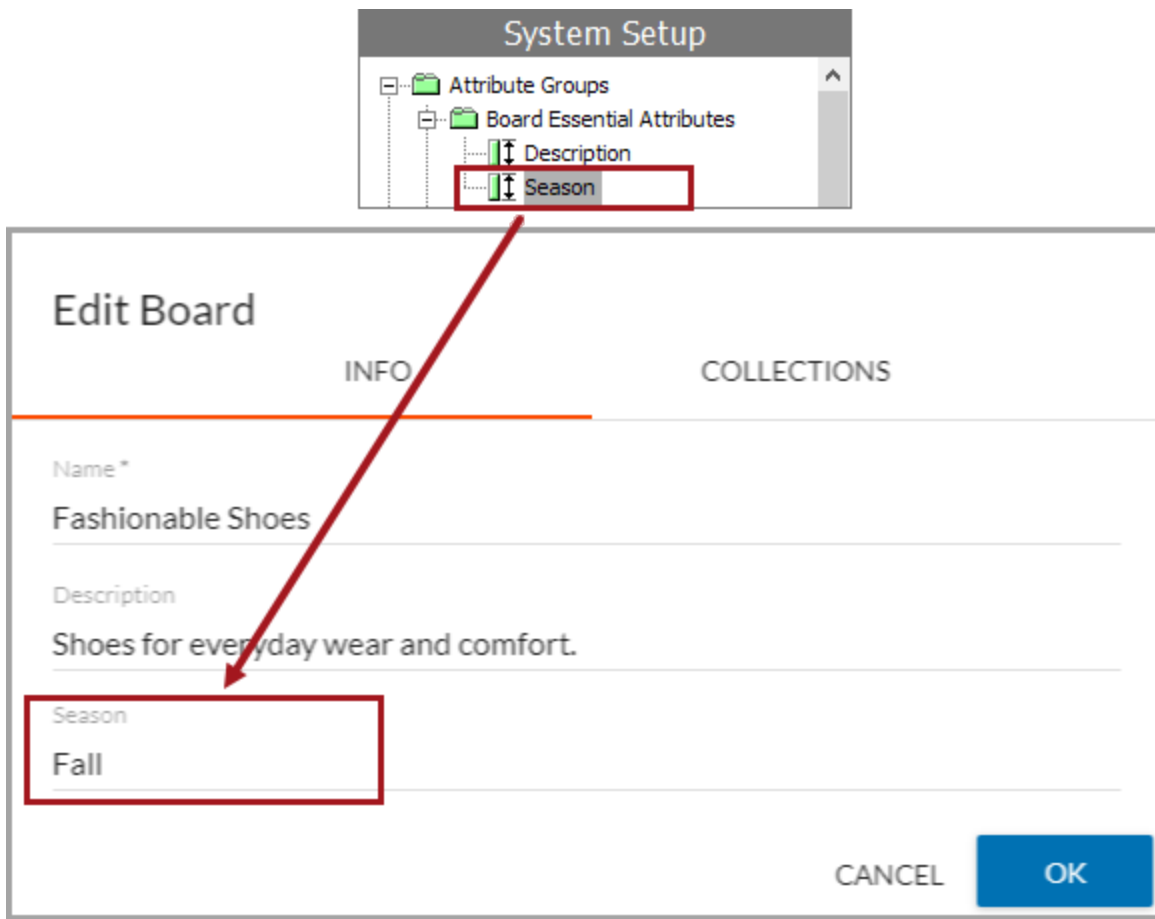 System Setup
Attribute Groups
Board Essential Attributes
Description
Season
Edit Board
INFO
COLLECTIONS
Name*
Fashionable Shoes
Description
Shoes for everyday wear and comfort.
Season
Fall
CANCEL
OK